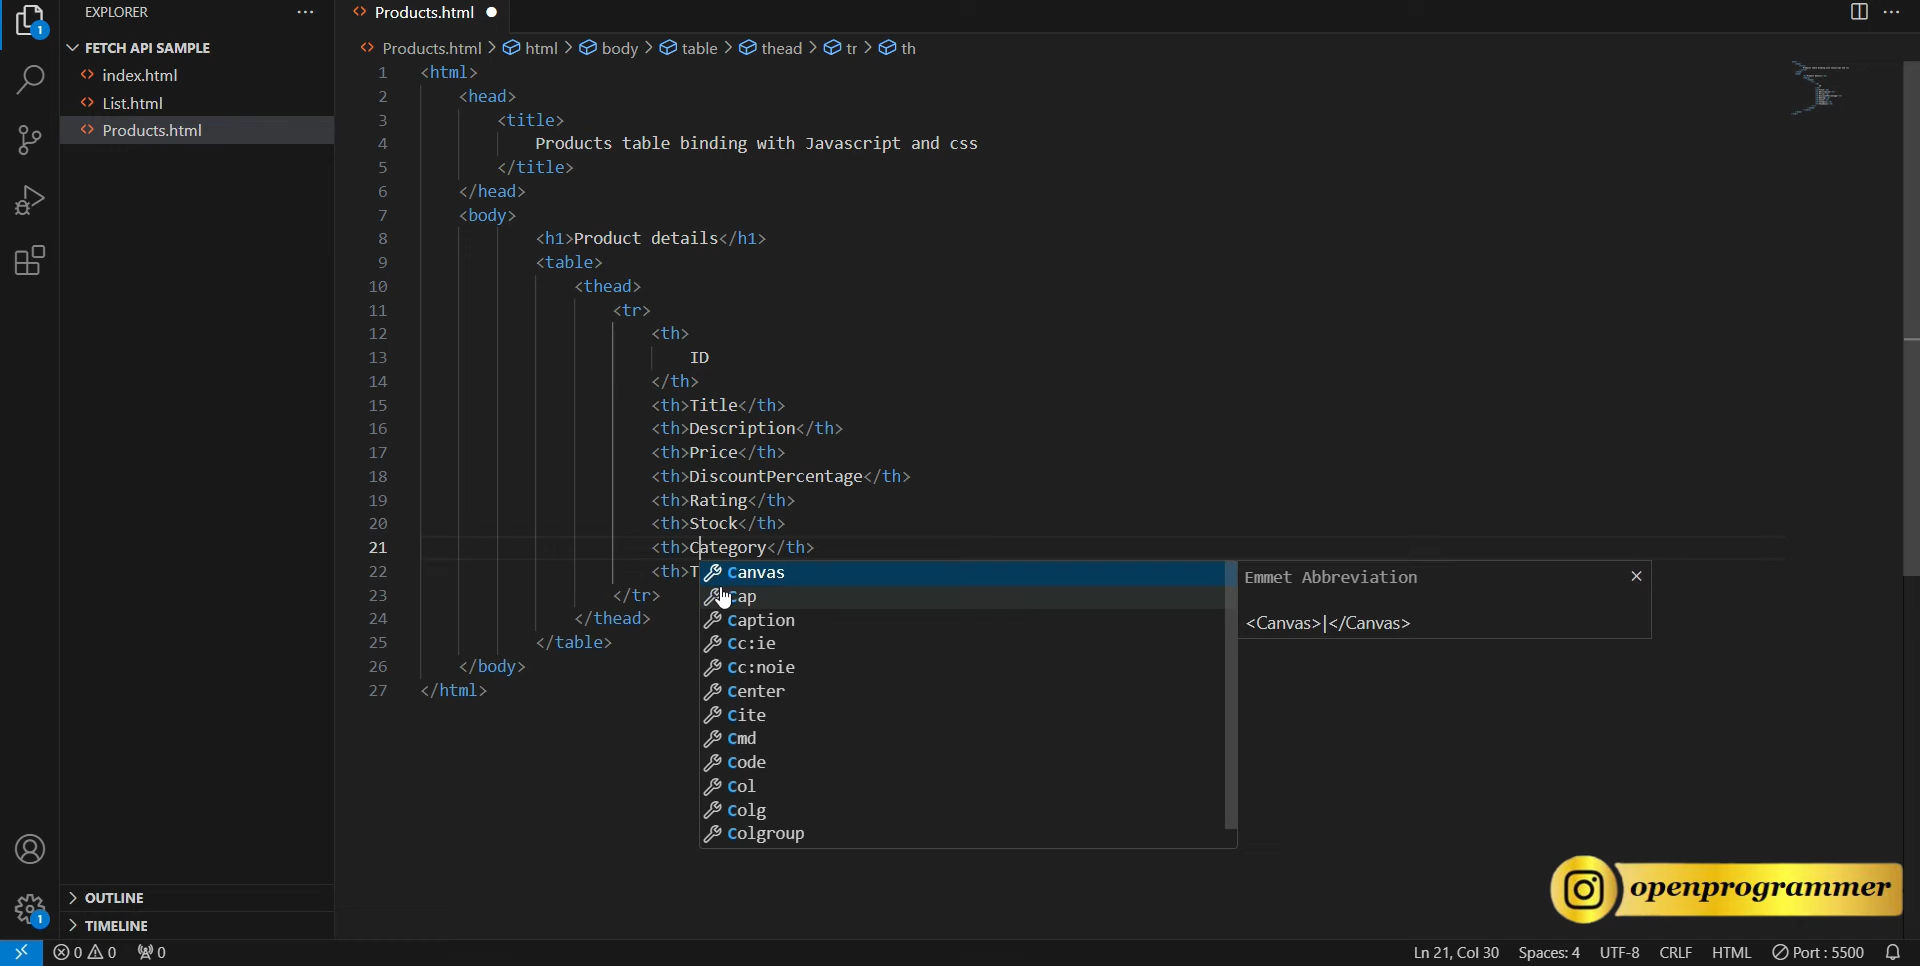 EXPLORER
Products.html
FETCH API SAMPLE
index.html
List.html
Products.html
Products.html > html > body > table > thead > tr > th
1 <html>
2 <head>
3 <title>
4 Products table binding with Javascript and css
5 </title>
6 </head>
7 <body>
8 <h1>Product details</h1>
9 <table>
10 <thead>
11 <tr>
12 <th>
13 ID
14 </th>
15 <th>Title</th>
16 <th>Description</th>
17 <th>Price</th>
18 <th>DiscountPercentage</th>
19 <th>Rating</th>
20 <th>Stock</th>
21 <th>Category</th>
22 <th>T
23 </tr>
24 </thead>
25 </table>
26 </body>
27 </html>
Canvas
Cap
Caption
Cc:ie
Cc:noie
Center
Cite
Cmd
Code
Col
Colg
Colgroup
Emmet Abbreviation
<Canvas>|</Canvas>
1
openprogrammer
OUTLINE
TIMELINE
1
0 0 0
Ln 21, Col 30 Spaces: 4 UTF-8 CRLF HTML Port : 5500